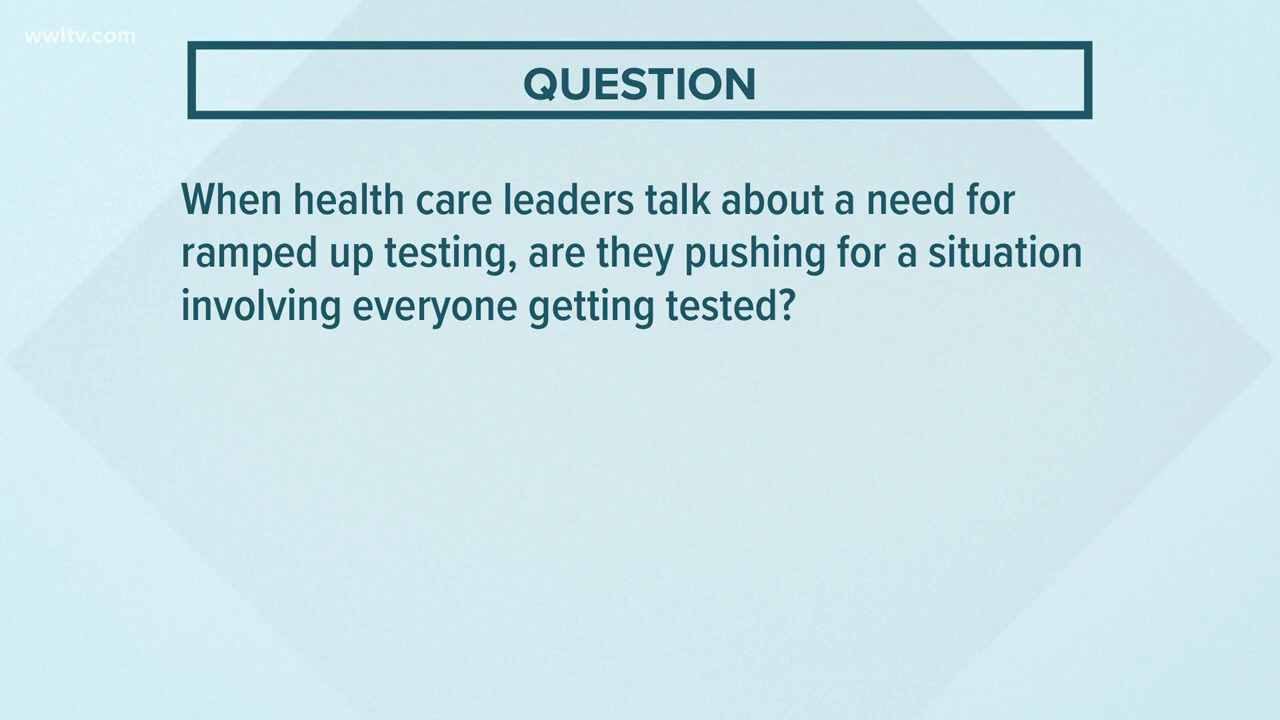 wwltv.com
QUESTION
When health care leaders talk about a need for
ramped up testing, are they pushing for a situation
involving everyone getting tested?